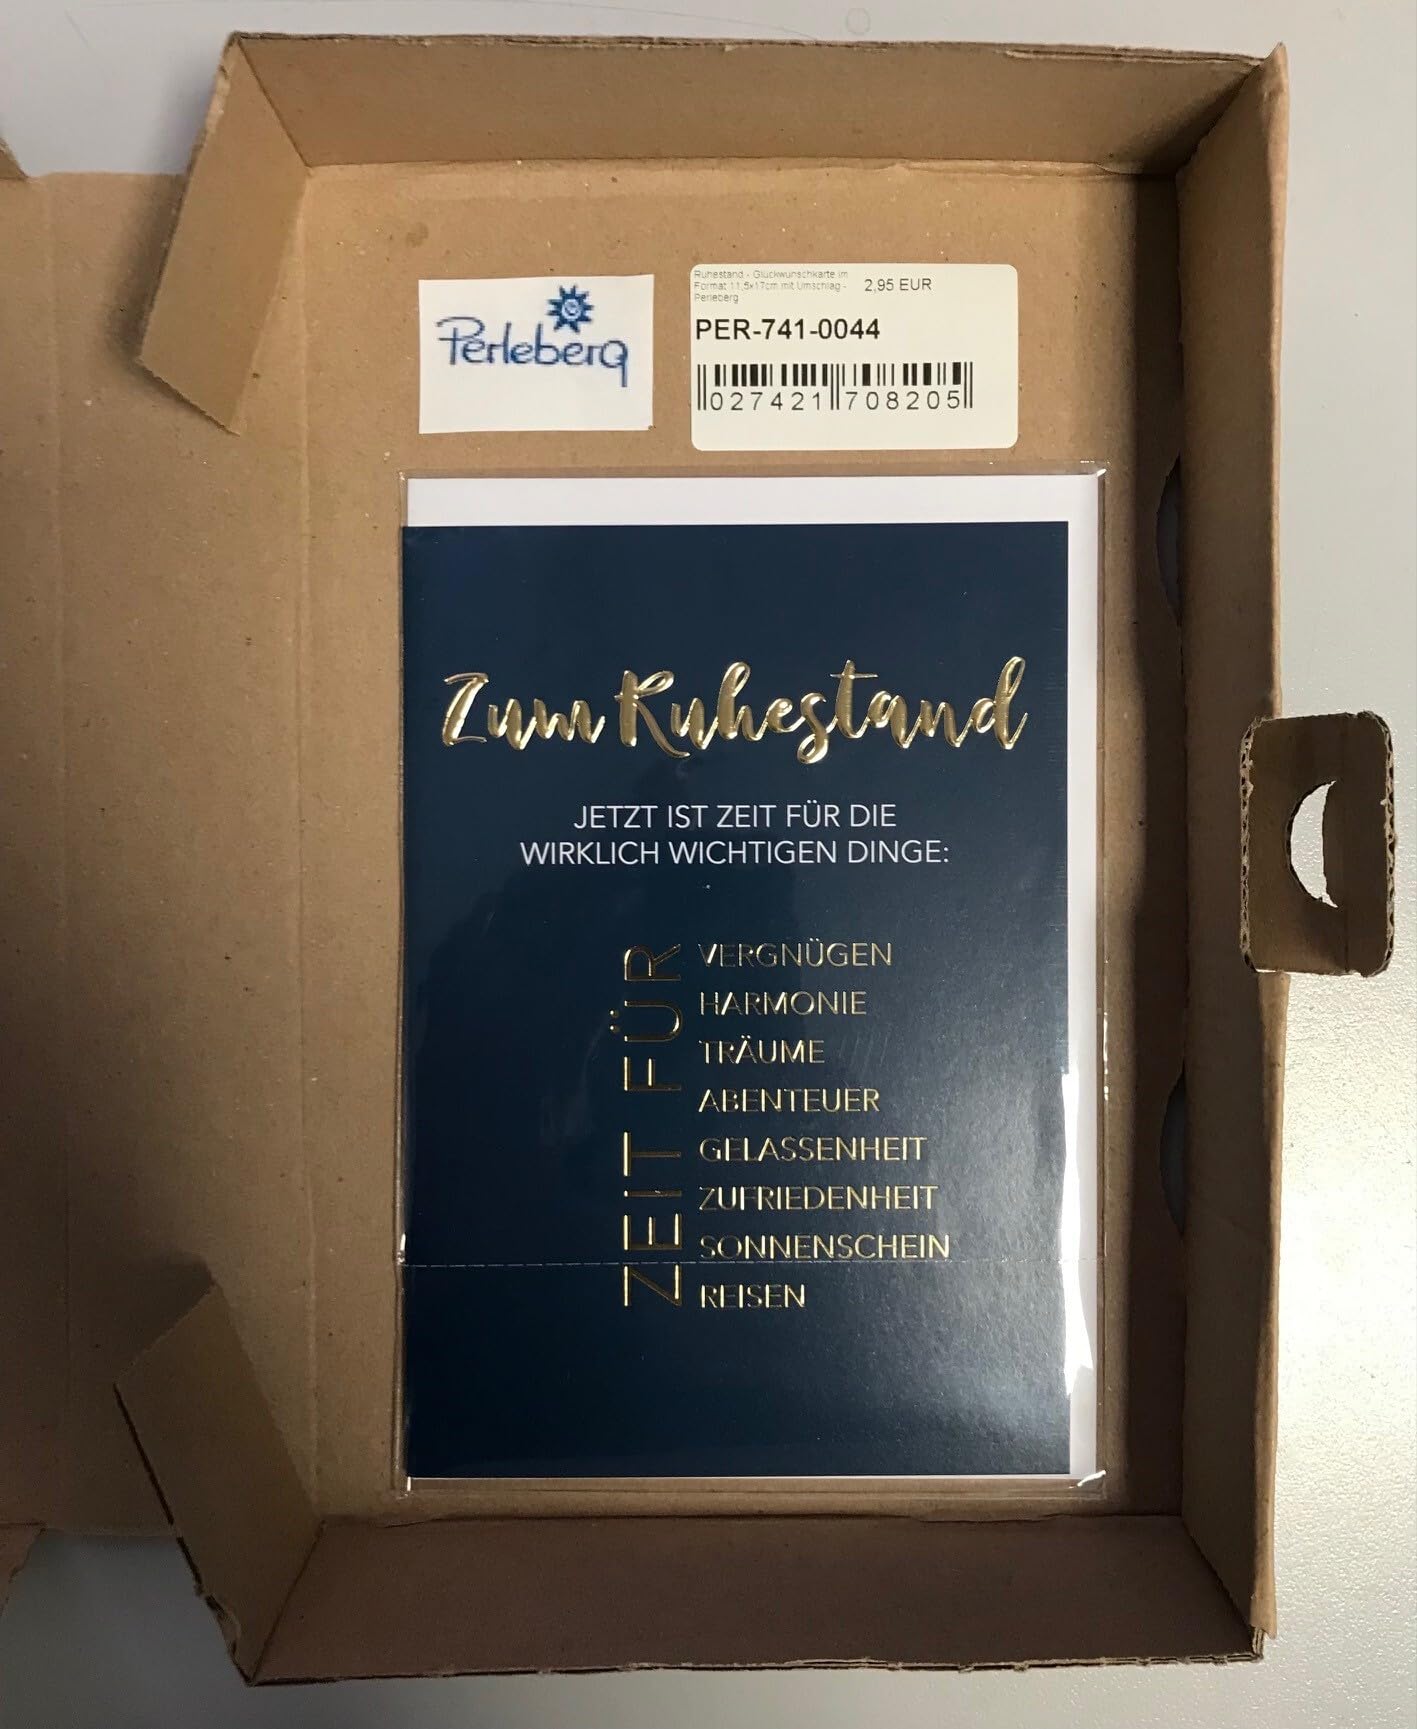 Perleberg
Ruhestand - Glückwunschkarte im
Format 11,5x17cm mit Umschlag -
Perleberg
2,95 EUR
PER-741-0044
027421 708205
Zum Ruhestand
JETZT IST ZEIT FÜR DIE
WIRKLICH WICHTIGEN DINGE:
ZEIT FÜR
VERGNÜGEN
HARMONIE
TRÄUME
ABENTEUER
GELASSENHEIT
ZUFRIEDENHEIT
SONNENSCHEIN
REISEN